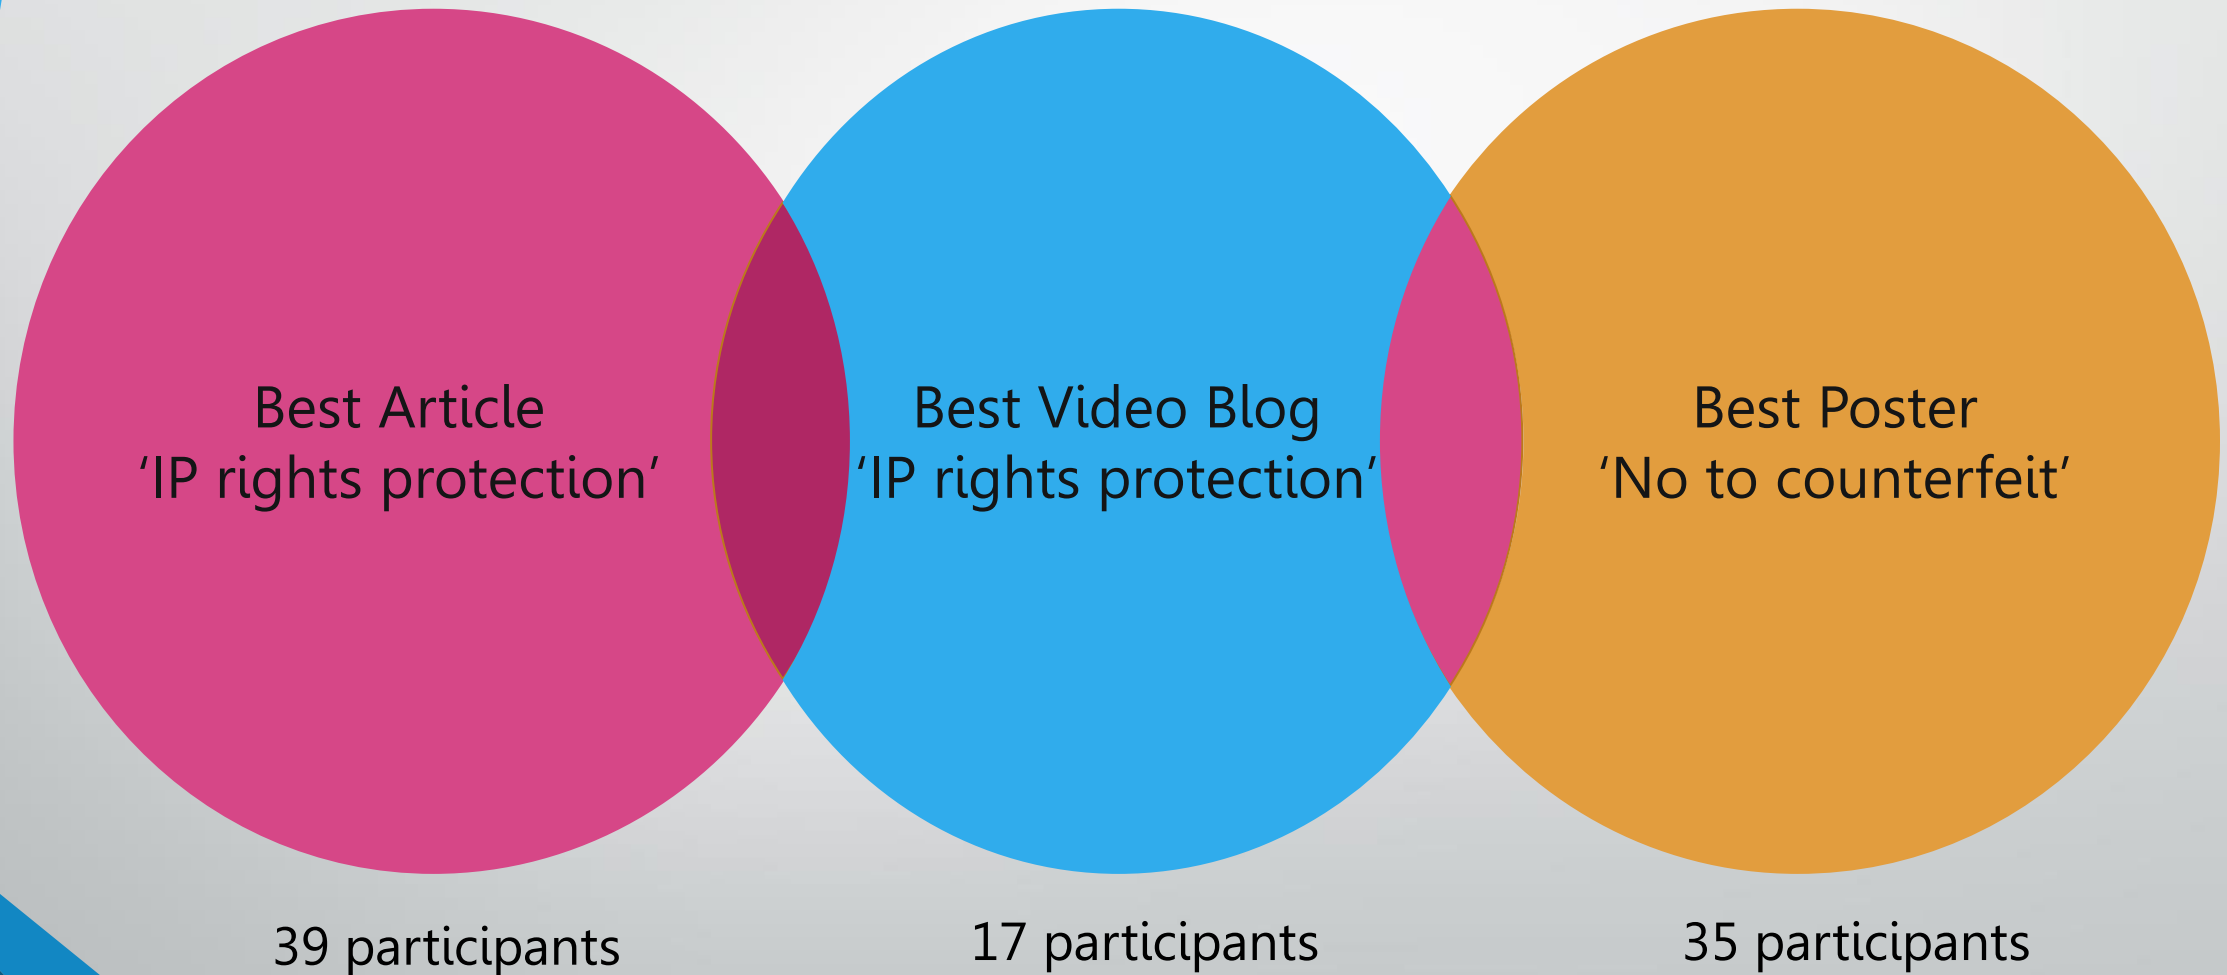 Best Article
‘IP rights protection’
Best Video Blog
‘IP rights protection’
Best Poster
‘No to counterfeit’
39 participants
17 participants
35 participants